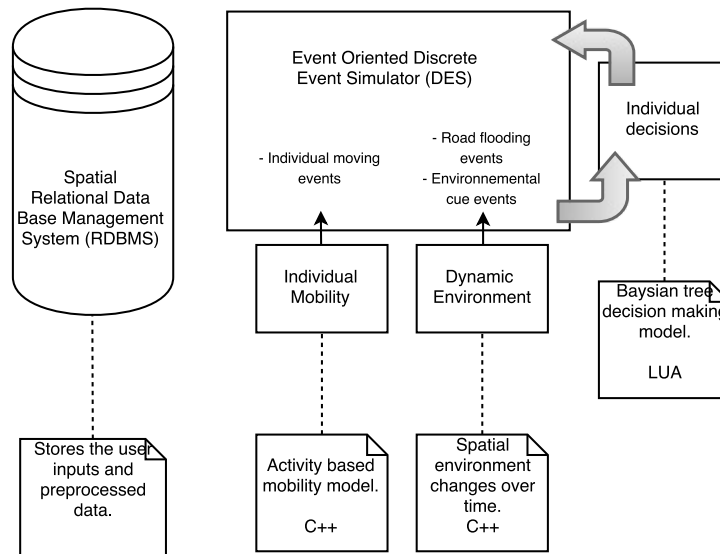 Event Oriented Discrete
Event Simulator (DES)
Individual
decisions
- Individual moving
events
- Road flooding
events
- Environnemental
cue events
Spatial
Relational Data
Base Management
System (RDBMS)
Individual
Mobility
Dynamic
Environment
Baysian tree
decision making
model.
LUA
Stores the user
inputs and
preprocessed
data.
Activity based
mobility model.
C++
Spatial
environment
changes over
time.
C++